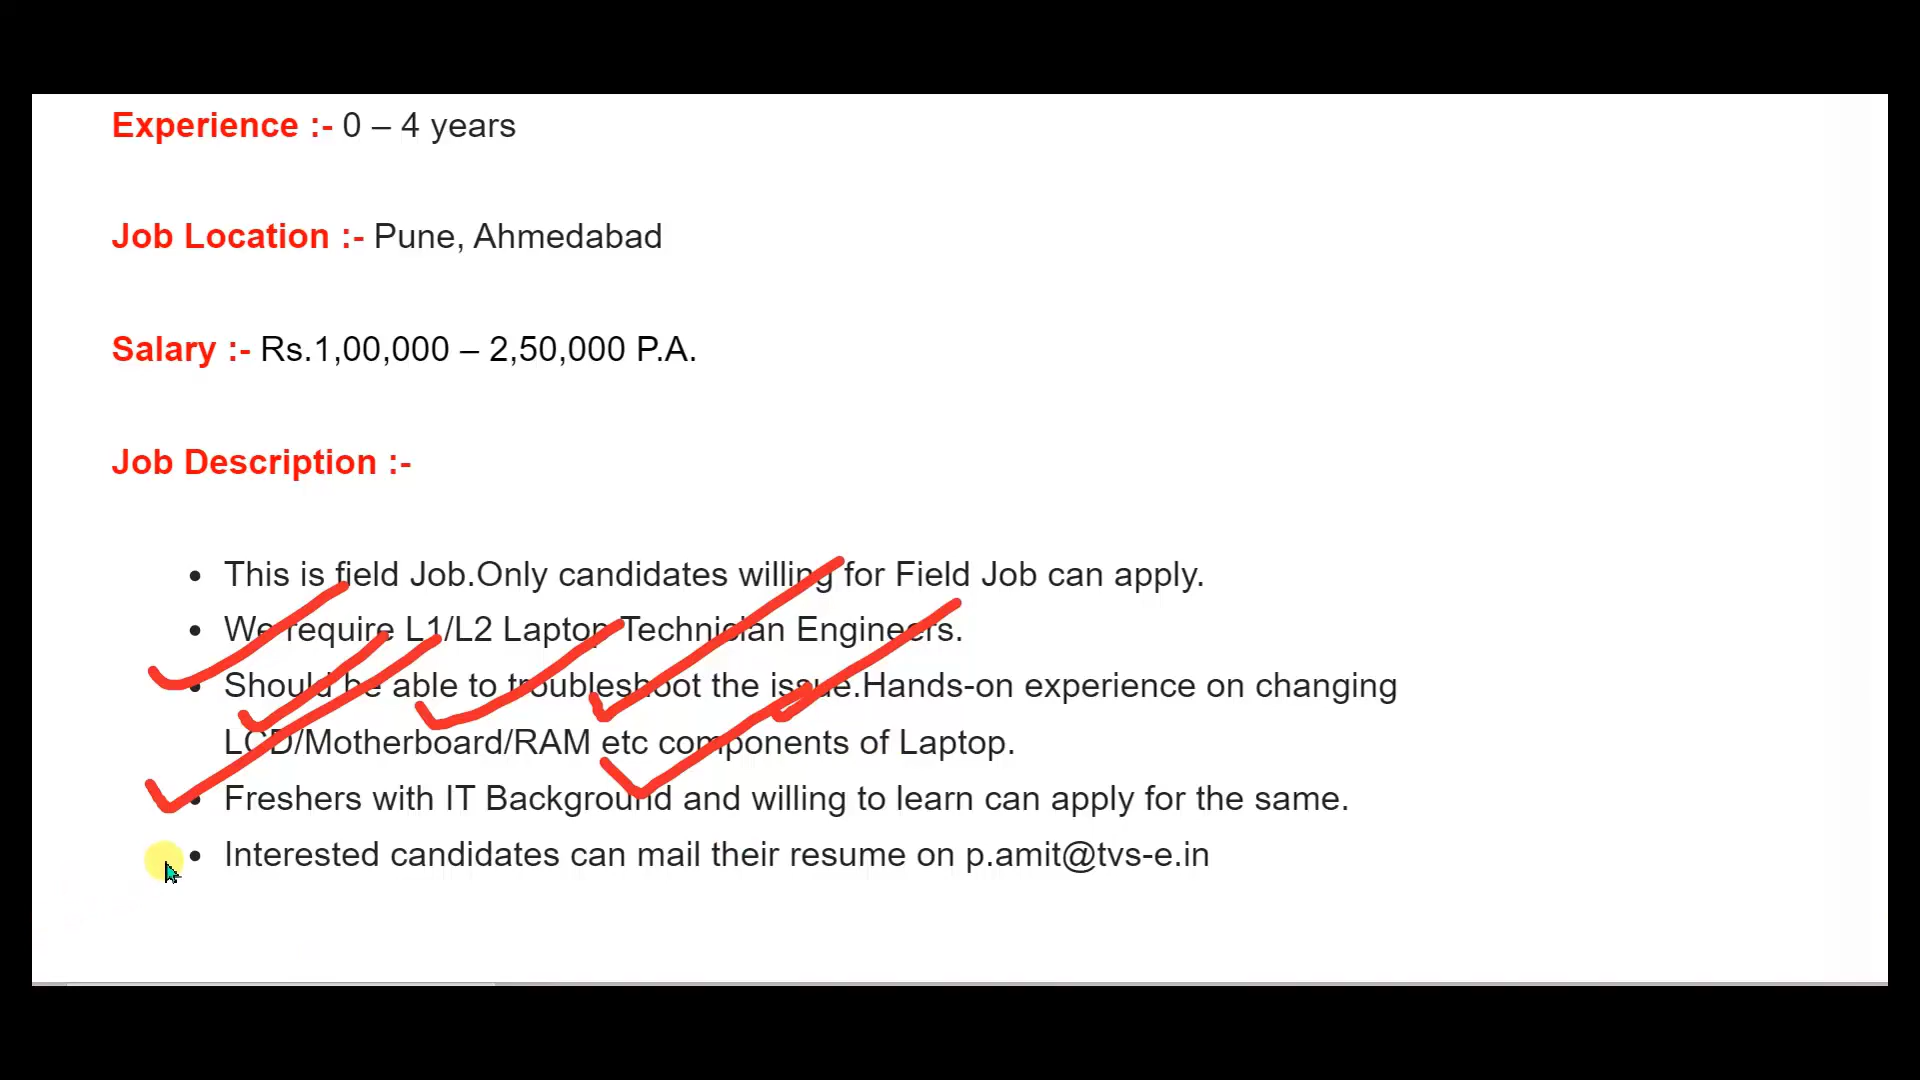 Experience :- 0 – 4 years
Job Location :- Pune, Ahmedabad
Salary :- Rs.1,00,000 – 2,50,000 P.A.
Job Description :-
• This is field Job.Only candidates willing for Field Job can apply.
• We require L1/L2 Laptop Technician Engineers.
• Should be able to troubleshoot the issue.Hands-on experience on changing
LCD/Motherboard/RAM etc components of Laptop.
• Freshers with IT Background and willing to learn can apply for the same.
• Interested candidates can mail their resume on p.amit@tvs-e.in